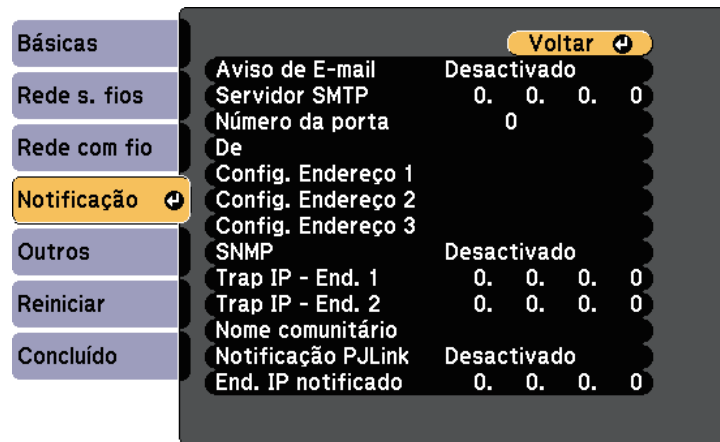 Básicas
Rede s. fios
Rede com fio
Notificação
Outros
Reiniciar
Concluído
Voltar
Aviso de E-mail Desactivado
Servidor SMTP 0. 0. 0. 0
Número da porta 0
De
Config. Endereço 1
Config. Endereço 2
Config. Endereço 3
SNMP Desactivado
Trap IP - End. 1 0. 0. 0. 0
Trap IP - End. 2 0. 0. 0. 0
Nome comunitário
Notificação PJLink Desactivado
End. IP notificado 0. 0. 0. 0